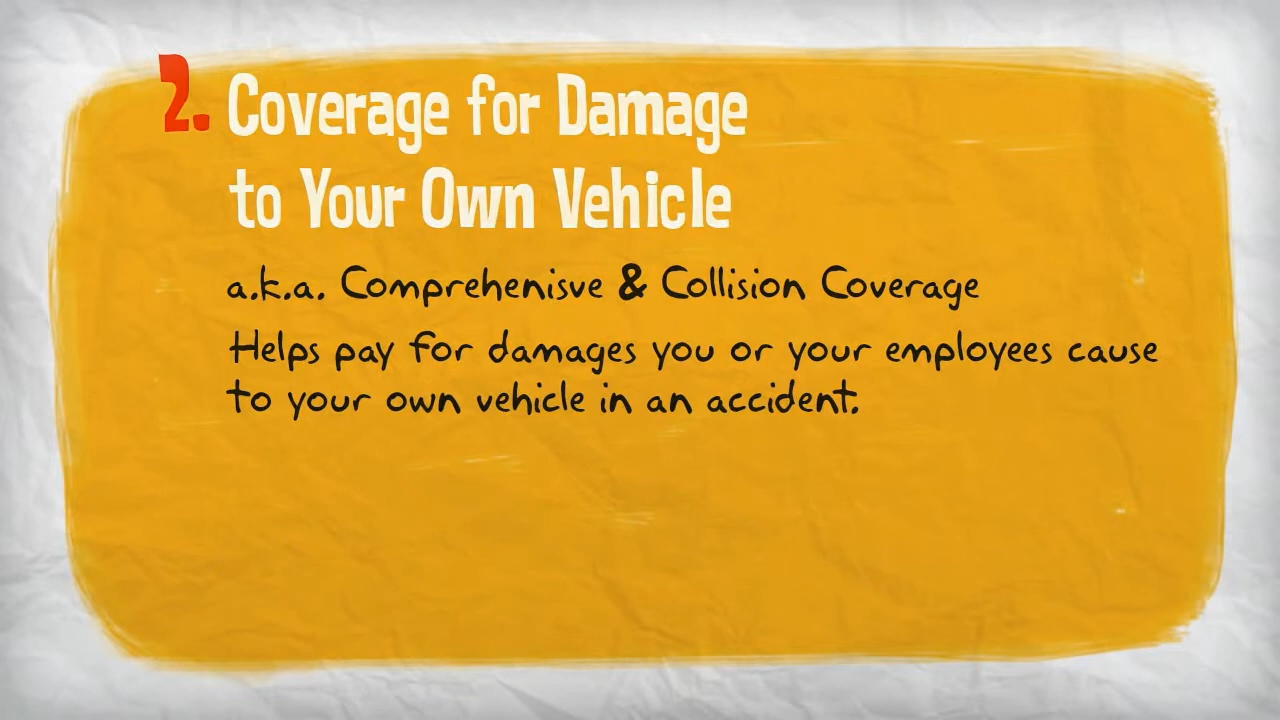 2. Coverage for Damage
to Your Own Vehicle
a.k.a. Comprehenisve & Collision Coverage
Helps pay for damages you or your employees cause
to your own vehicle in an accident.